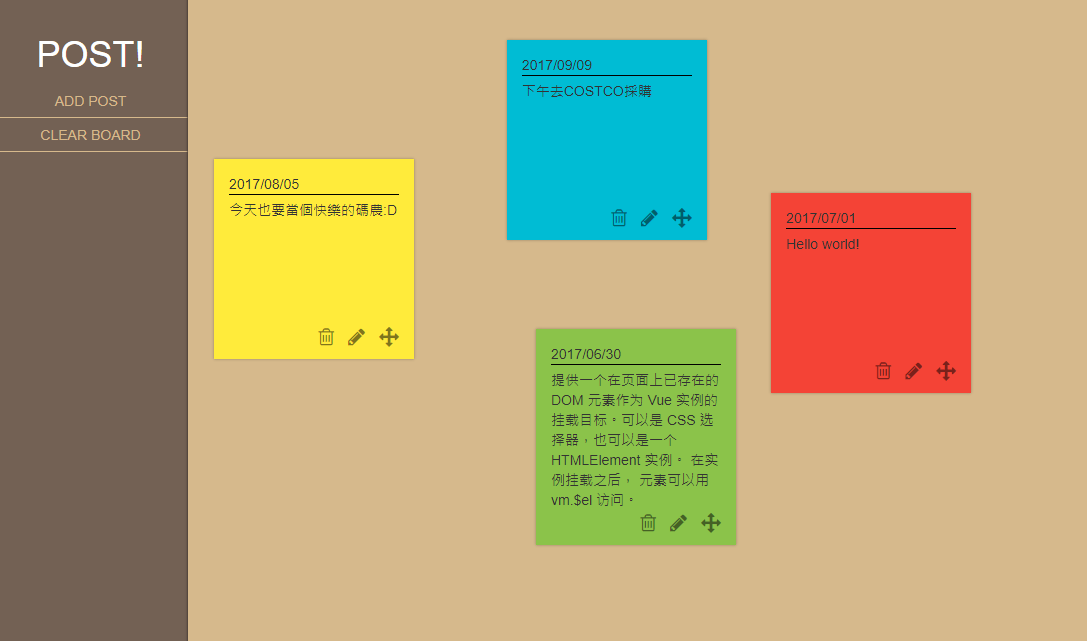 POST!
ADD POST
CLEAR BOARD
2017/08/05
今天也要當個快樂的碼農:D
2017/09/09
下午去COSTCO採購
2017/07/01
Hello world!
2017/06/30
提供一个在页面上已存在的
DOM 元素作为 Vue 实例的
挂载目标。可以是 CSS 选
择器，也可以是一个
HTMLElement 实例。 在实
例挂载之后， 元素可以用
vm.$el 访问。